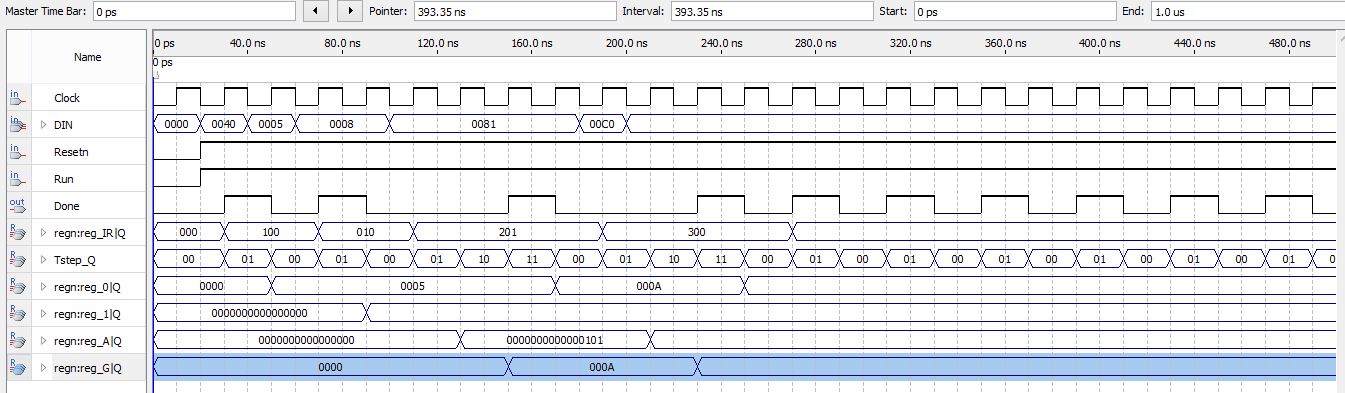 Master Time Bar: 0 ps Pointer: 393.35 ns Interval: 393.35 ns Start: 0 ps End: 1.0 us
Name 0 ps 40.0 ns 80.0 ns 120.0 ns 160.0 ns 200.0 ns 240.0 ns 280.0 ns 320.0 ns 360.0 ns 400.0 ns 440.0 ns 480.0 ns
0 ps
in Clock
in DIN 0000 0040 0005 0008 0081 00C0
in Resetn
in Run
out Done
R regn:reg_IR|Q 000 100 010 201 300
R Tstep_Q 00 01 00 01 00 01 10 11 00 01 10 11 00 01 00 01 00 01 00 01 00 01 00 01 0
R regn:reg_0|Q 0000 0005 000A
R regn:reg_1|Q 0000000000000000
R regn:reg_A|Q 0000000000000000 0000000000000101
R regn:reg_G|Q 0000 000A